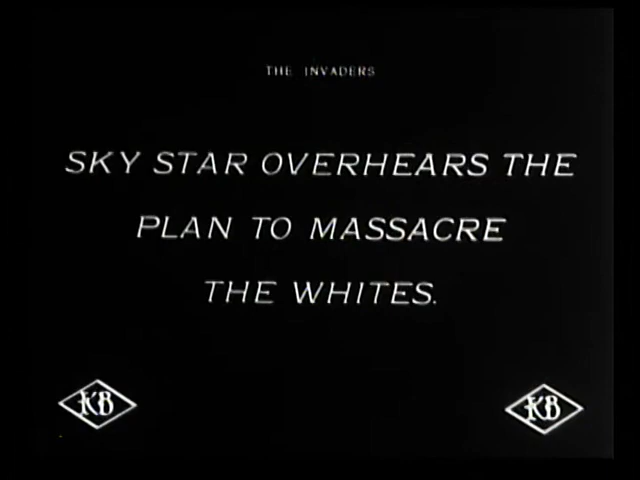 THE INVADERS
SKY STAR OVERHEARS THE
PLAN TO MASSACRE
THE WHITES.
KB KB